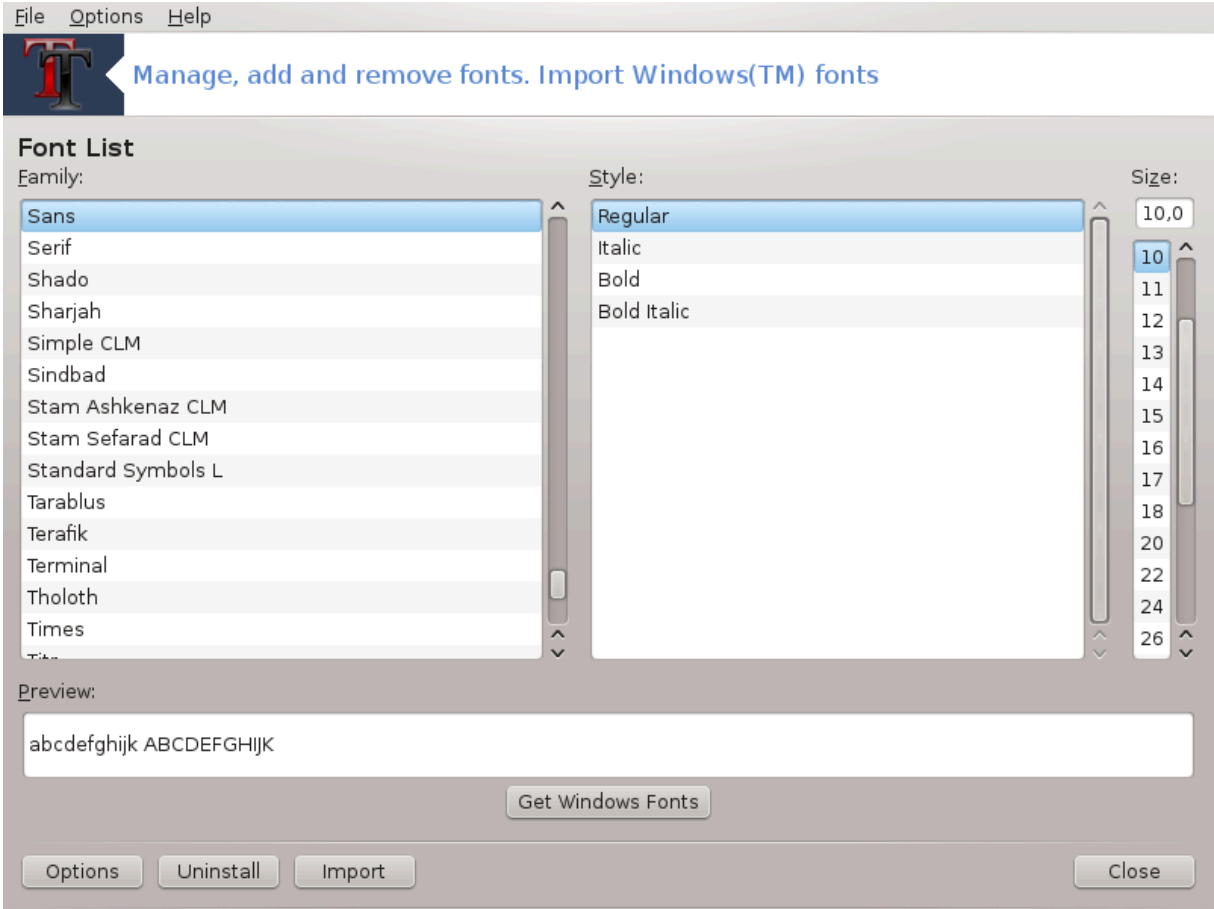 File Options Help
Manage, add and remove fonts. Import Windows(TM) fonts
Font List
Family:
Sans
Serif
Shado
Sharjah
Simple CLM
Sindbad
Stam Ashkenaz CLM
Stam Sefarad CLM
Standard Symbols L
Tarablus
Terafik
Terminal
Tholoth
Times
Style:
Regular
Italic
Bold
Bold Italic
Size:
10,0
10
11
12
13
14
15
16
17
18
20
22
24
26
Preview:
abcdefghijk ABCDEFGHIJK
Get Windows Fonts
Options Uninstall Import Close